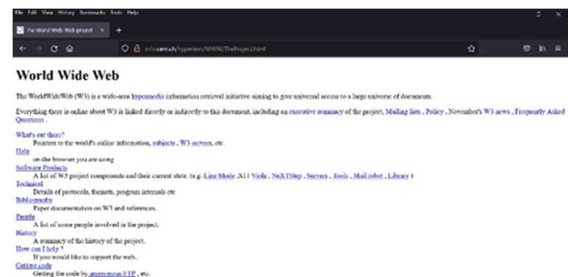 File Edit View History Bookmarks Tools Help
The World Wide Web project
info.cern.ch/hypertext/WWW/TheProject.html
World Wide Web
The WorldWideWeb (W3) is a wide-area hypermedia information retrieval initiative aiming to give universal access to a large universe of documents.
Everything there is online about W3 is linked directly or indirectly to this document, including an executive summary of the project, Mailing lists , Policy , November's W3 news , Frequently Asked
Questions .
What's out there?
Pointers to the world's online information, subjects , W3 servers, etc.
Help
on the browser you are using
Software Products
A list of W3 project components and their current state. (e.g. Line Mode ,X11 Viola , NeXTStep , Servers , Tools , Mail robot , Library )
Technical
Details of protocols, formats, program internals etc
Bibliography
Paper documentation on W3 and references.
People
A list of some people involved in the project.
History
A summary of the history of the project.
How can I help ?
If you would like to support the web..
Getting code
Getting the code by anonymous FTP , etc.